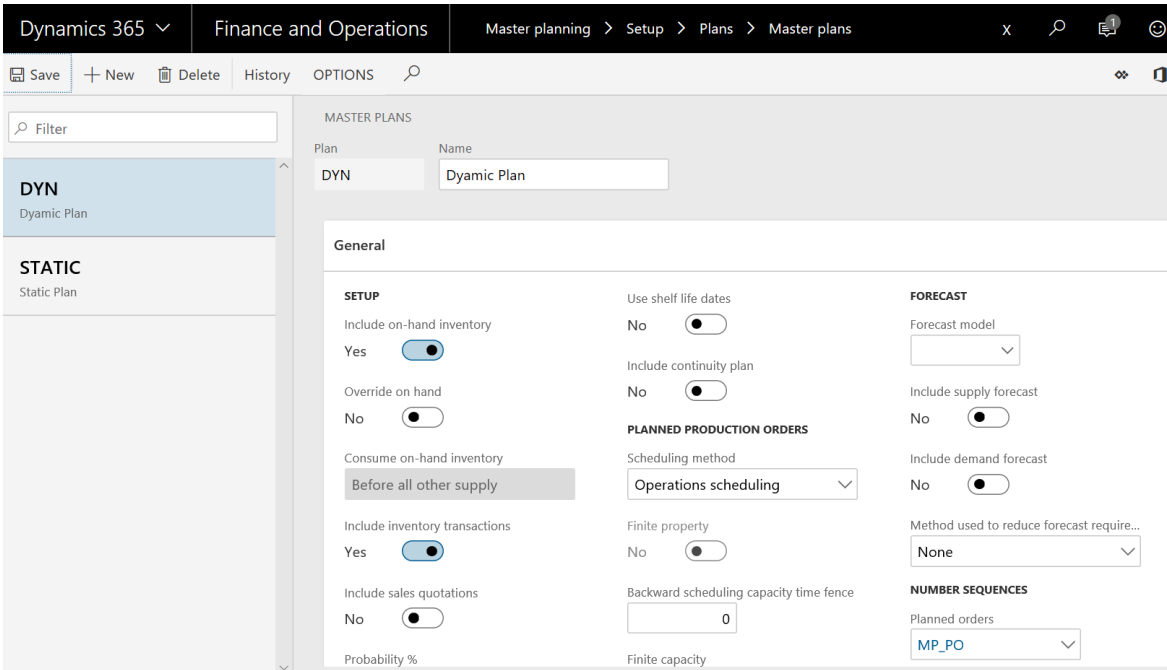 Dynamics 365
Finance and Operations
Master planning > Setup > Plans > Master plans
X
1
Save
New
Delete
History
OPTIONS
Filter
DYN
Dyamic Plan
STATIC
Static Plan
MASTER PLANS
Plan
Name
DYN
Dyamic Plan
General
SETUP
Include on-hand inventory
Yes
Override on hand
No
Consume on-hand inventory
Before all other supply
Include inventory transactions
Yes
Include sales quotations
No
Probability %
Use shelf life dates
No
Include continuity plan
No
PLANNED PRODUCTION ORDERS
Scheduling method
Operations scheduling
Finite property
No
Backward scheduling capacity time fence
0
Finite capacity
FORECAST
Forecast model
Include supply forecast
No
Include demand forecast
No
Method used to reduce forecast require...
None
NUMBER SEQUENCES
Planned orders
MP_PO